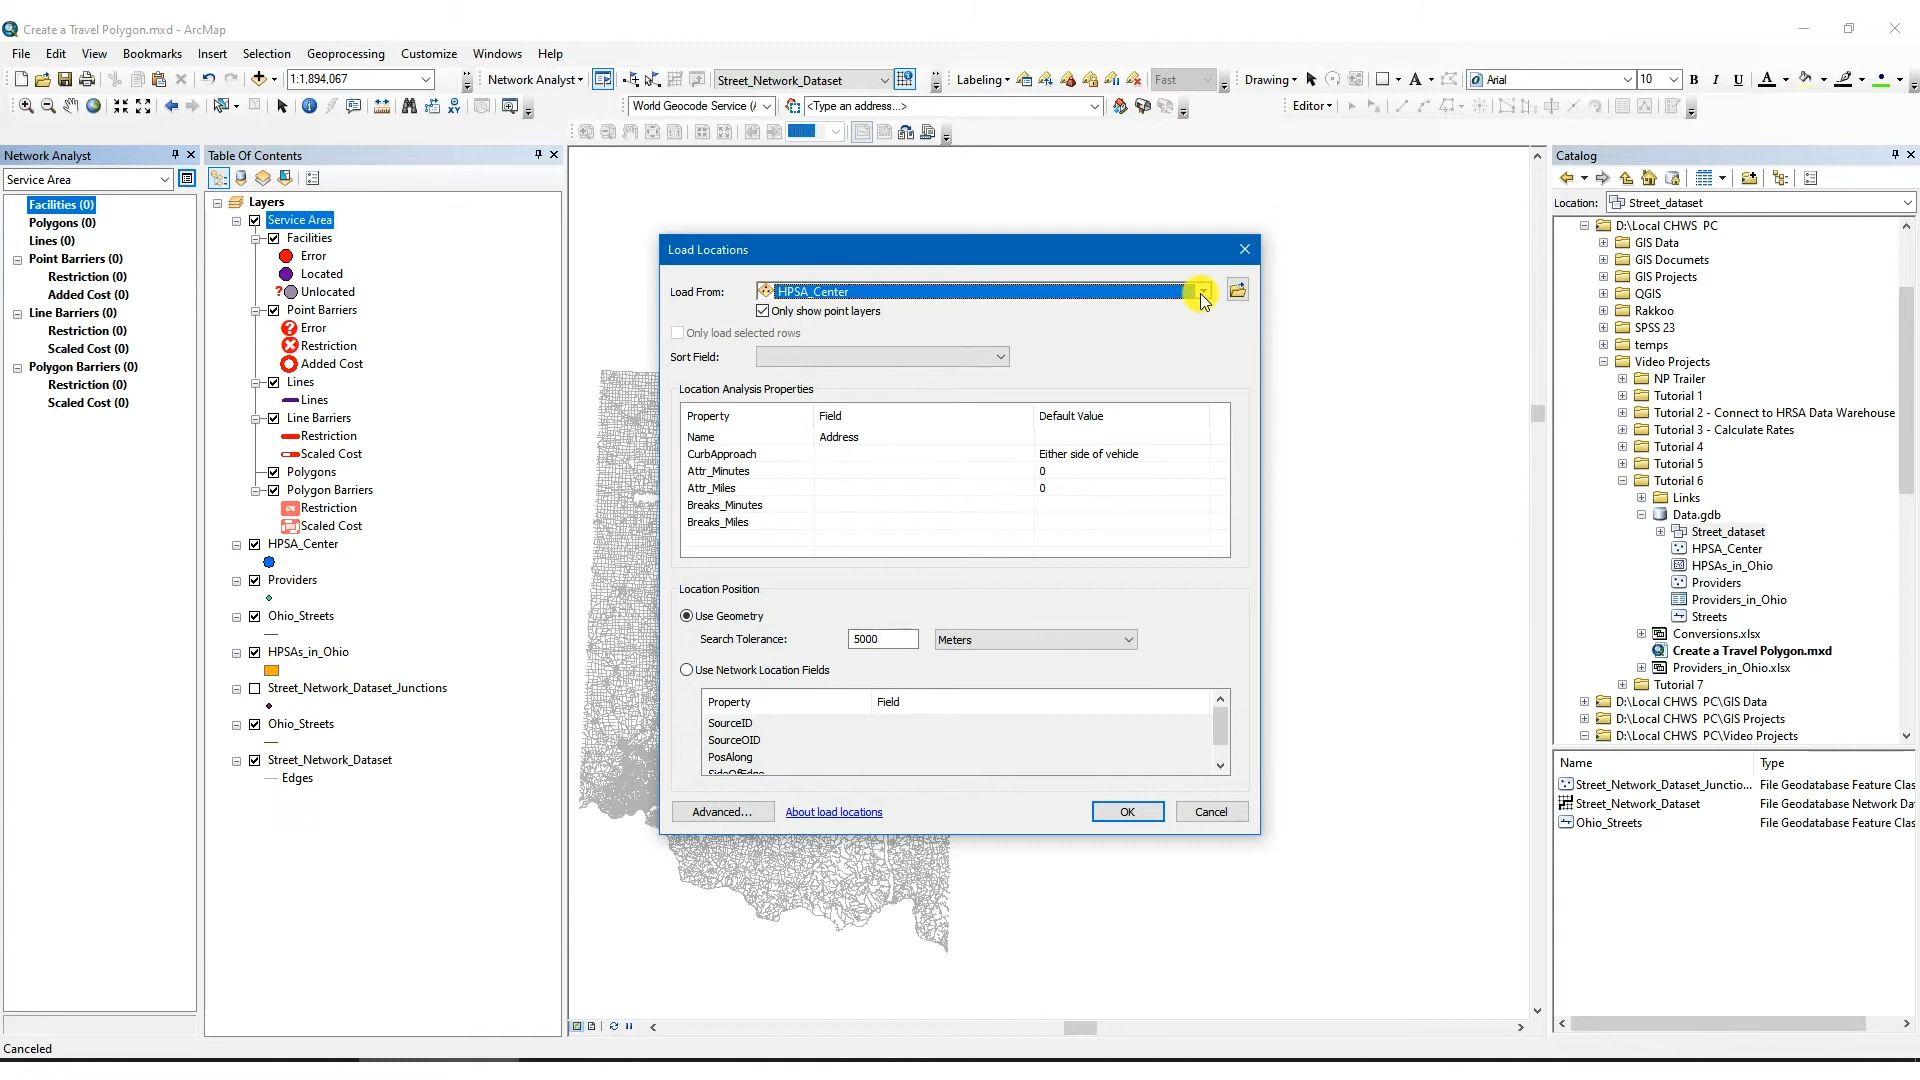 Create a Travel Polygon.mxd - ArcMap
File Edit View Bookmarks Insert Selection Geoprocessing Customize Windows Help
1:1,894,067 Network Analyst Street_Network_Dataset Labeling Fast Drawing Arial 10 B I U A
World Geocode Service (A <Type an address...> Editor
Network Analyst
Service Area
Facilities (0)
Polygons (0)
Lines (0)
Point Barriers (0)
Restriction (0)
Added Cost (0)
Line Barriers (0)
Restriction (0)
Scaled Cost (0)
Polygon Barriers (0)
Restriction (0)
Scaled Cost (0)
Table Of Contents
Layers
Service Area
Facilities
Error
Located
Unlocated
Point Barriers
Error
Restriction
Added Cost
Lines
Lines
Line Barriers
Restriction
Scaled Cost
Polygons
Polygon Barriers
Restriction
Scaled Cost
HPSA_Center
Providers
Ohio_Streets
HPSAs_in_Ohio
Street_Network_Dataset_Junctions
Ohio_Streets
Street_Network_Dataset
Edges
Load Locations
Load From: HPSA_Center
Only show point layers
Only load selected rows
Sort Field:
Location Analysis Properties
Property Field Default Value
Name Address
CurbApproach Either side of vehicle
Attr_Minutes 0
Attr_Miles 0
Breaks_Minutes
Breaks_Miles
Location Position
Use Geometry
Search Tolerance: 5000 Meters
Use Network Location Fields
Property Field
SourceID
SourceOID
PosAlong
SideOfEdge
Advanced... About load locations OK Cancel
Catalog
Location: Street_dataset
D:\Local CHWS PC
GIS Data
GIS Documets
GIS Projects
QGIS
Rakkoo
SPSS 23
temps
Video Projects
NP Trailer
Tutorial 1
Tutorial 2 - Connect to HRSA Data Warehouse
Tutorial 3 - Calculate Rates
Tutorial 4
Tutorial 5
Tutorial 6
Links
Data.gdb
Street_dataset
HPSA_Center
HPSAs_in_Ohio
Providers
Providers_in_Ohio
Streets
Conversions.xlsx
Create a Travel Polygon.mxd
Providers_in_Ohio.xlsx
Tutorial 7
D:\Local CHWS PC\GIS Data
D:\Local CHWS PC\GIS Projects
D:\Local CHWS PC\Video Projects
Name Type
Street_Network_Dataset_Junctio... File Geodatabase Feature Clas
Street_Network_Dataset File Geodatabase Network Da
Ohio_Streets File Geodatabase Feature Clas
Canceled